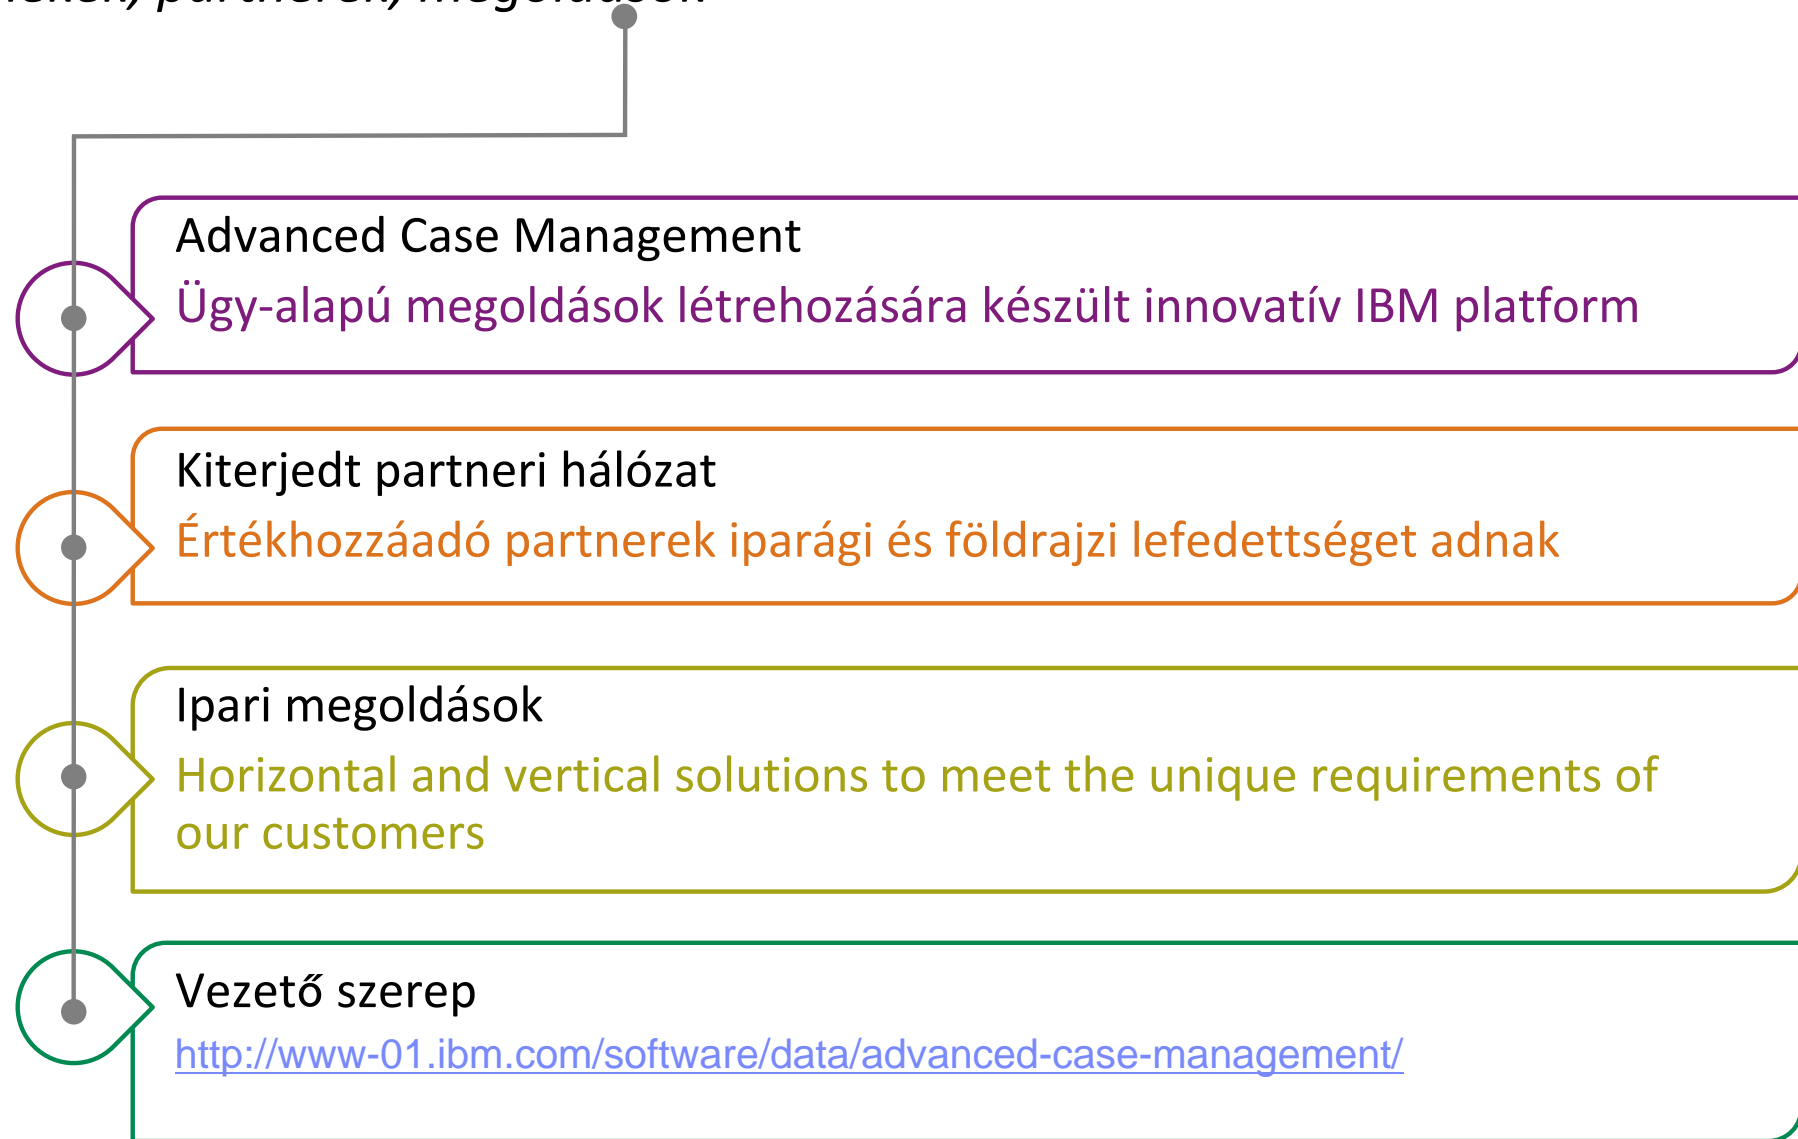 partnerek, megoldások
Advanced Case Management
Ügy-alapú megoldások létrehozására készült innovatív IBM platform
Kiterjedt partneri hálózat
Értékhozzáadó partnerek iparági és földrajzi lefedettséget adnak
Ipari megoldások
Horizontal and vertical solutions to meet the unique requirements of
our customers
Vezető szerep
http://www-01.ibm.com/software/data/advanced-case-management/